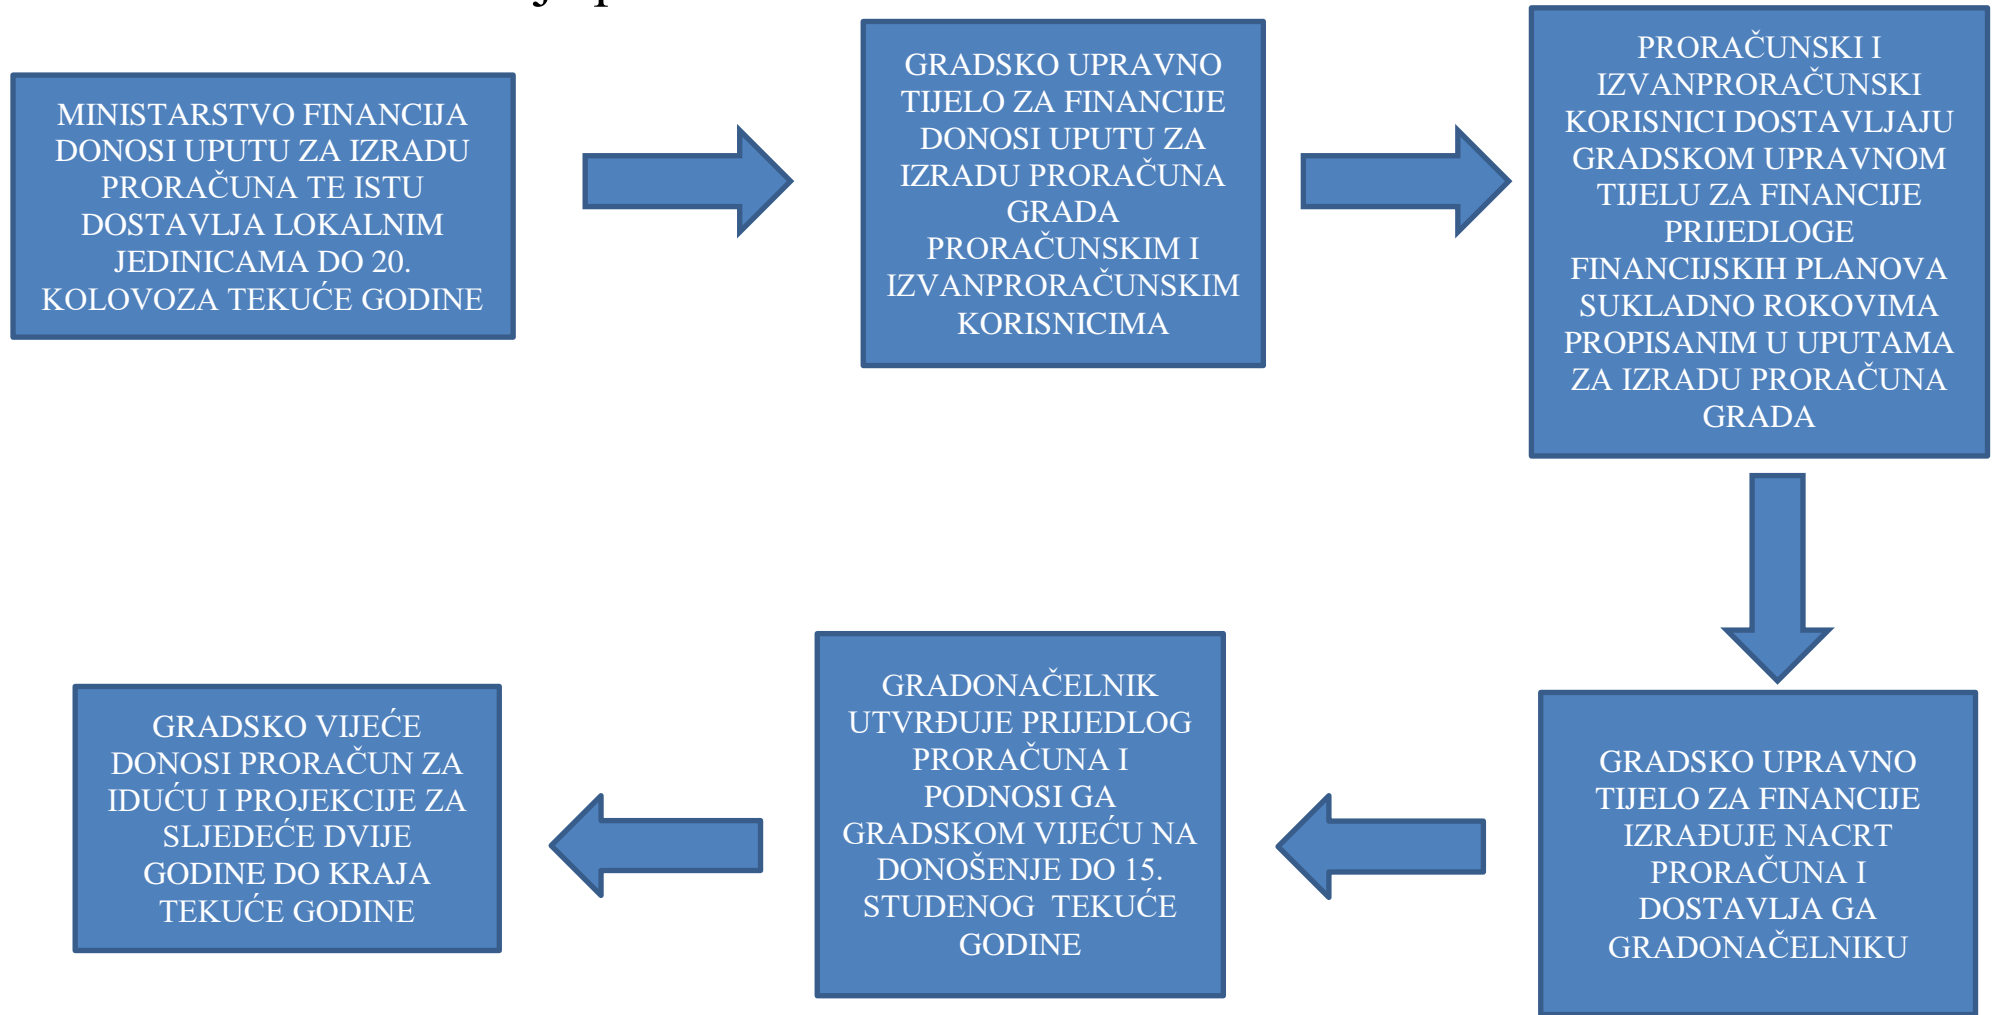 MINISTARSTVO FINANCIJA
DONOSI UPUTU ZA IZRADU
PRORAČUNA TE ISTU
DOSTAVLJA LOKALNIM
JEDINICAMA DO 20.
KOLOVOZA TEKUĆE GODINE
GRADSKO UPRAVNO
TIJELO ZA FINANCIJE
DONOSI UPUTU ZA
IZRADU PRORAČUNA
GRADA
PRORAČUNSKIM I
IZVANPRORAČUNSKIM
KORISNICIMA
PRORAČUNSKI I
IZVANPRORAČUNSKI
KORISNICI DOSTAVLJAJU
GRADSKOM UPRAVNOM
TIJELU ZA FINANCIJE
PRIJEDLOGE
FINANCIJSKIH PLANOVA
SUKLADNO ROKOVIMA
PROPISANIM U UPUTAMA
ZA IZRADU PRORAČUNA
GRADA
GRADSKO UPRAVNO
TIJELO ZA FINANCIJE
IZRAĐUJE NACRT
PRORAČUNA I
DOSTAVLJA GA
GRADONAČELNIKU
GRADONAČELNIK
UTVRĐUJE PRIJEDLOG
PRORAČUNA I
PODNOSI GA
GRADSKOM VIJEĆU NA
DONOŠENJE DO 15.
STUDENOG TEKUĆE
GODINE
GRADSKO VIJEĆE
DONOSI PRORAČUN ZA
IDUĆU I PROJEKCIJE ZA
SLJEDEĆE DVIJE
GODINE DO KRAJA
TEKUĆE GODINE